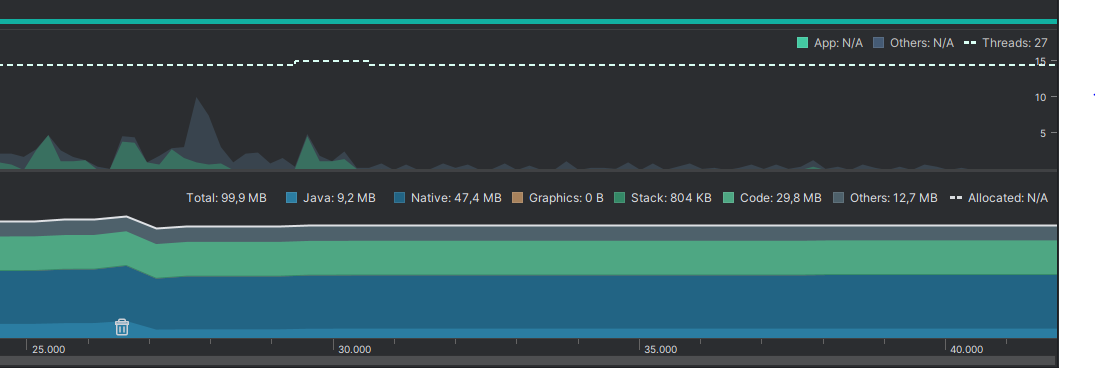 App: N/A Others: N/A Threads: 27
15
10
5
Total: 99,9 MB Java: 9,2 MB Native: 47,4 MB Graphics: 0 B Stack: 804 KB Code: 29,8 MB Others: 12,7 MB Allocated: N/A
25.000 30.000 35.000 40.000